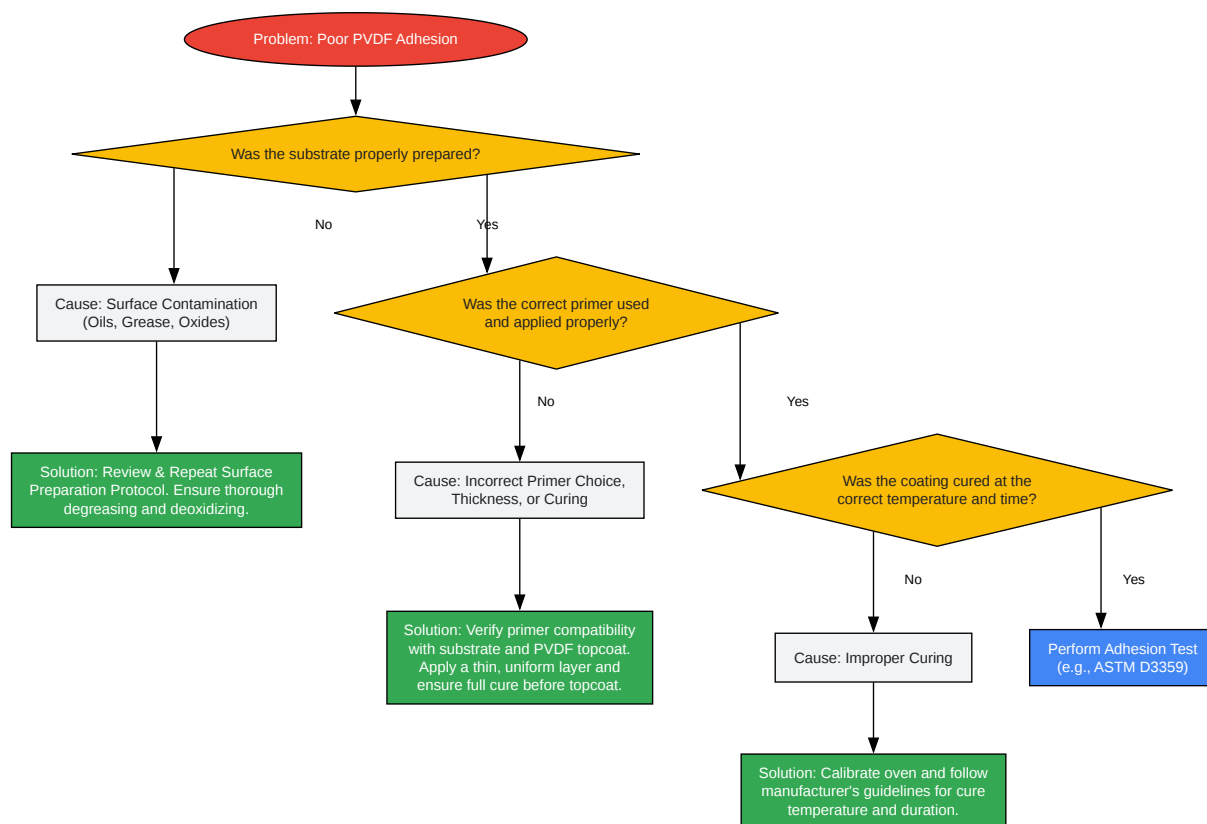 Problem: Poor PVDF Adhesion
Was the substrate properly prepared?
No
Yes
Cause: Surface Contamination
(Oils, Grease, Oxides)
Was the correct primer used
and applied properly?
No
Yes
Solution: Review & Repeat Surface
Preparation Protocol. Ensure thorough
degreasing and deoxidizing.
Cause: Incorrect Primer Choice,
Thickness, or Curing
Was the coating cured at the
correct temperature and time?
No
Yes
Solution: Verify primer compatibility
with substrate and PVDF topcoat.
Apply a thin, uniform layer and
ensure full cure before topcoat.
Cause: Improper Curing
Perform Adhesion Test
(e.g., ASTM D3359)
Solution: Calibrate oven and follow
manufacturer's guidelines for cure
temperature and duration.